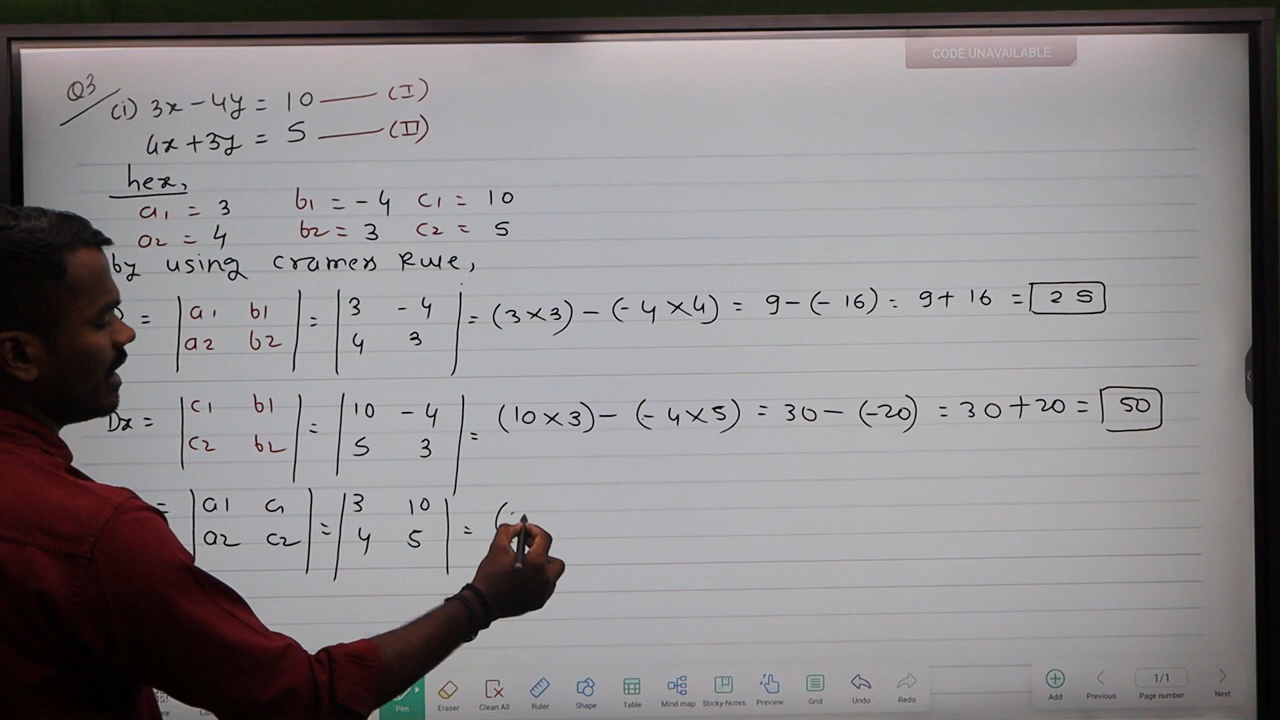 CODE UNAVAILABLE
Q3
(i) 3x - 4y = 10 —— (I)
4x + 3y = 5 —— (II)
her,
a1 = 3 b1 = -4 c1 = 10
a2 = 4 b2 = 3 c2 = 5
by using cramers Rule,
= | a1 b1 | = | 3 -4 | = (3×3) - (-4×4) = 9 - (-16) = 9 + 16 = 25
| a2 b2 | | 4 3 |
Dx = | c1 b1 | = | 10 -4 | = (10×3) - (-4×5) = 30 - (-20) = 30 + 20 = 50
| c2 b2 | | 5 3 |
= | a1 c1 | = | 3 10 | = (
| a2 c2 | | 4 5 |
Pen Eraser Clean All Ruler Shape Table Mind map Sticky-Notes Preview Grid Undo Redo Add Previous 1/1 Page number Next